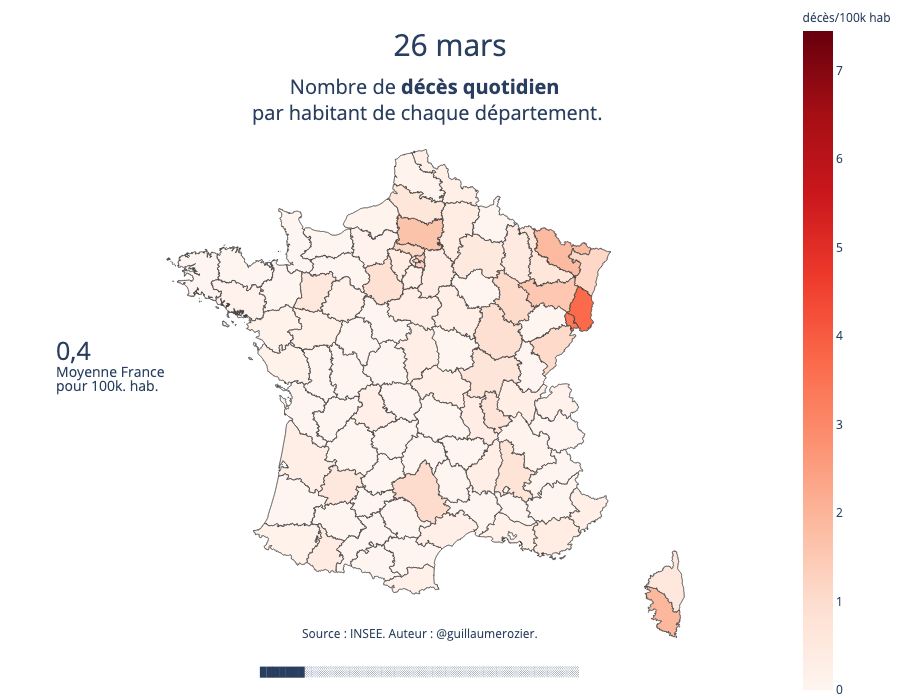 décès/100k hab
26 mars
Nombre de décès quotidien
par habitant de chaque département.
7
6
5
4
3
2
1
0
0,4
Moyenne France
pour 100k. hab.
Source : INSEE. Auteur : @guillaumerozier.